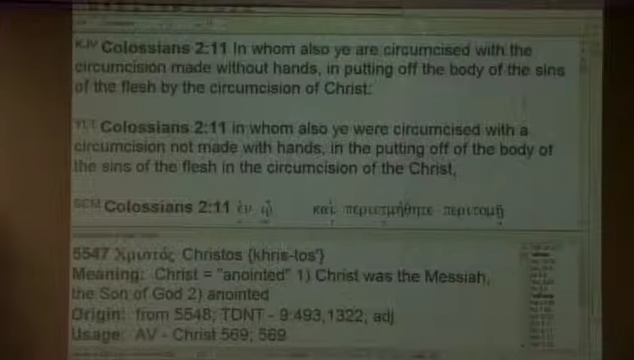 KJV Colossians 2:11 In whom also ye are circumcised with the
circumcision made without hands, in putting off the body of the sins
of the flesh by the circumcision of Christ:
YLT Colossians 2:11 in whom also ye were circumcised with a
circumcision not made with hands, in the putting off of the body of
the sins of the flesh in the circumcision of the Christ,
Colossians 2:11 ἐν ᾧ καὶ περιετμήθητε περιτομῇ
5547 Χριστός Christos {khris-tos'}
Meaning: Christ = "anointed" 1) Christ was the Messiah,
the Son of God 2) anointed
Origin: from 5548; TDNT - 9:493,1322; adj
Usage: AV - Christ 569; 569